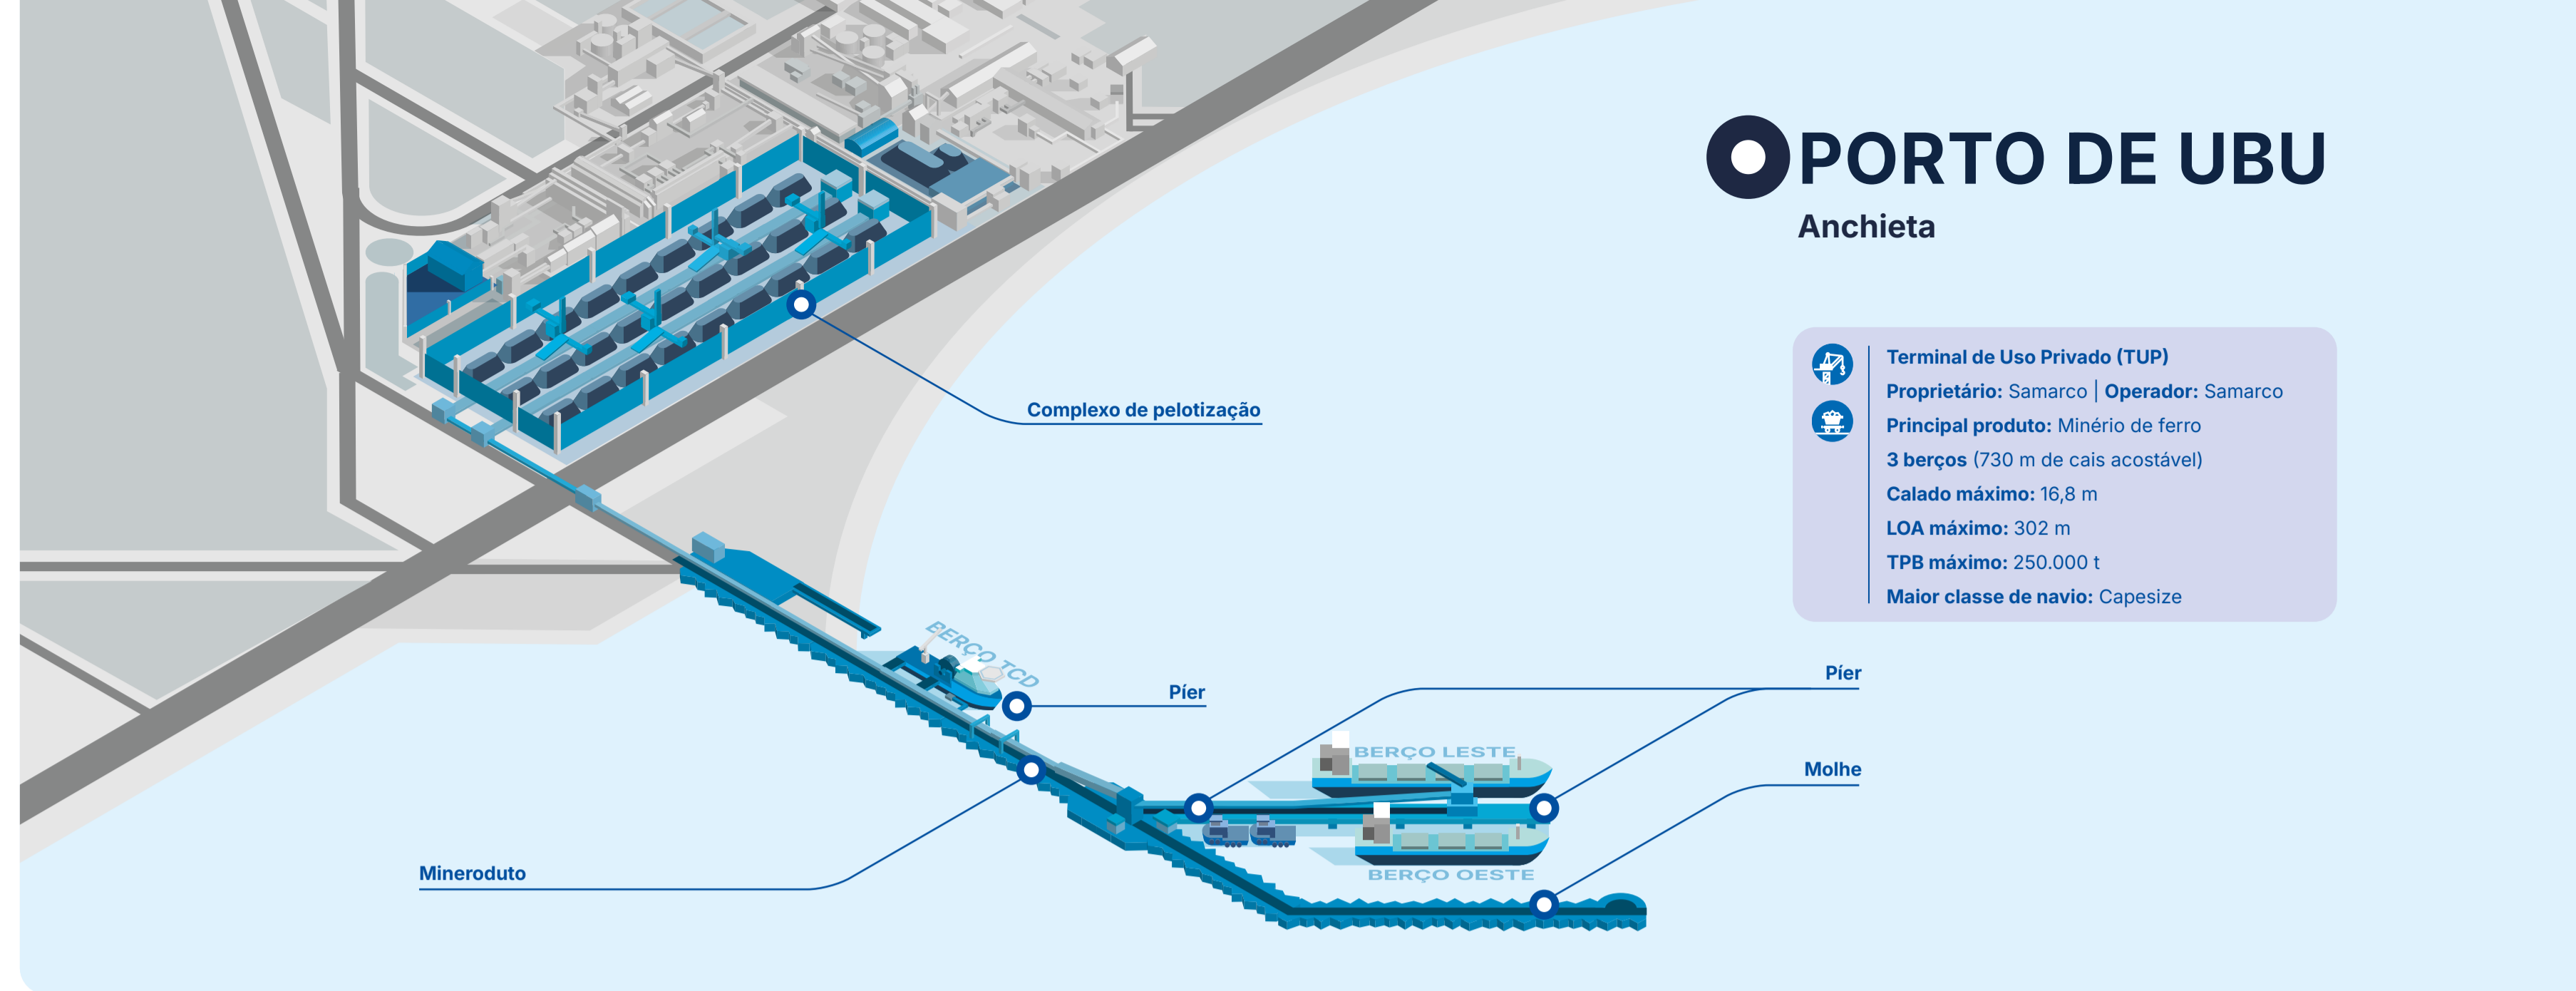 PORTO DE UBU
Anchieta
Terminal de Uso Privado (TUP)
Proprietário: Samarco | Operador: Samarco
Principal produto: Minério de ferro
3 berços (730 m de cais acostável)
Calado máximo: 16,8 m
LOA máximo: 302 m
TPB máximo: 250.000 t
Maior classe de navio: Capesize
Complexo de pelotização
BERÇO TCD
Píer
Píer
BERÇO LESTE
Molhe
Mineroduto
BERÇO OESTE